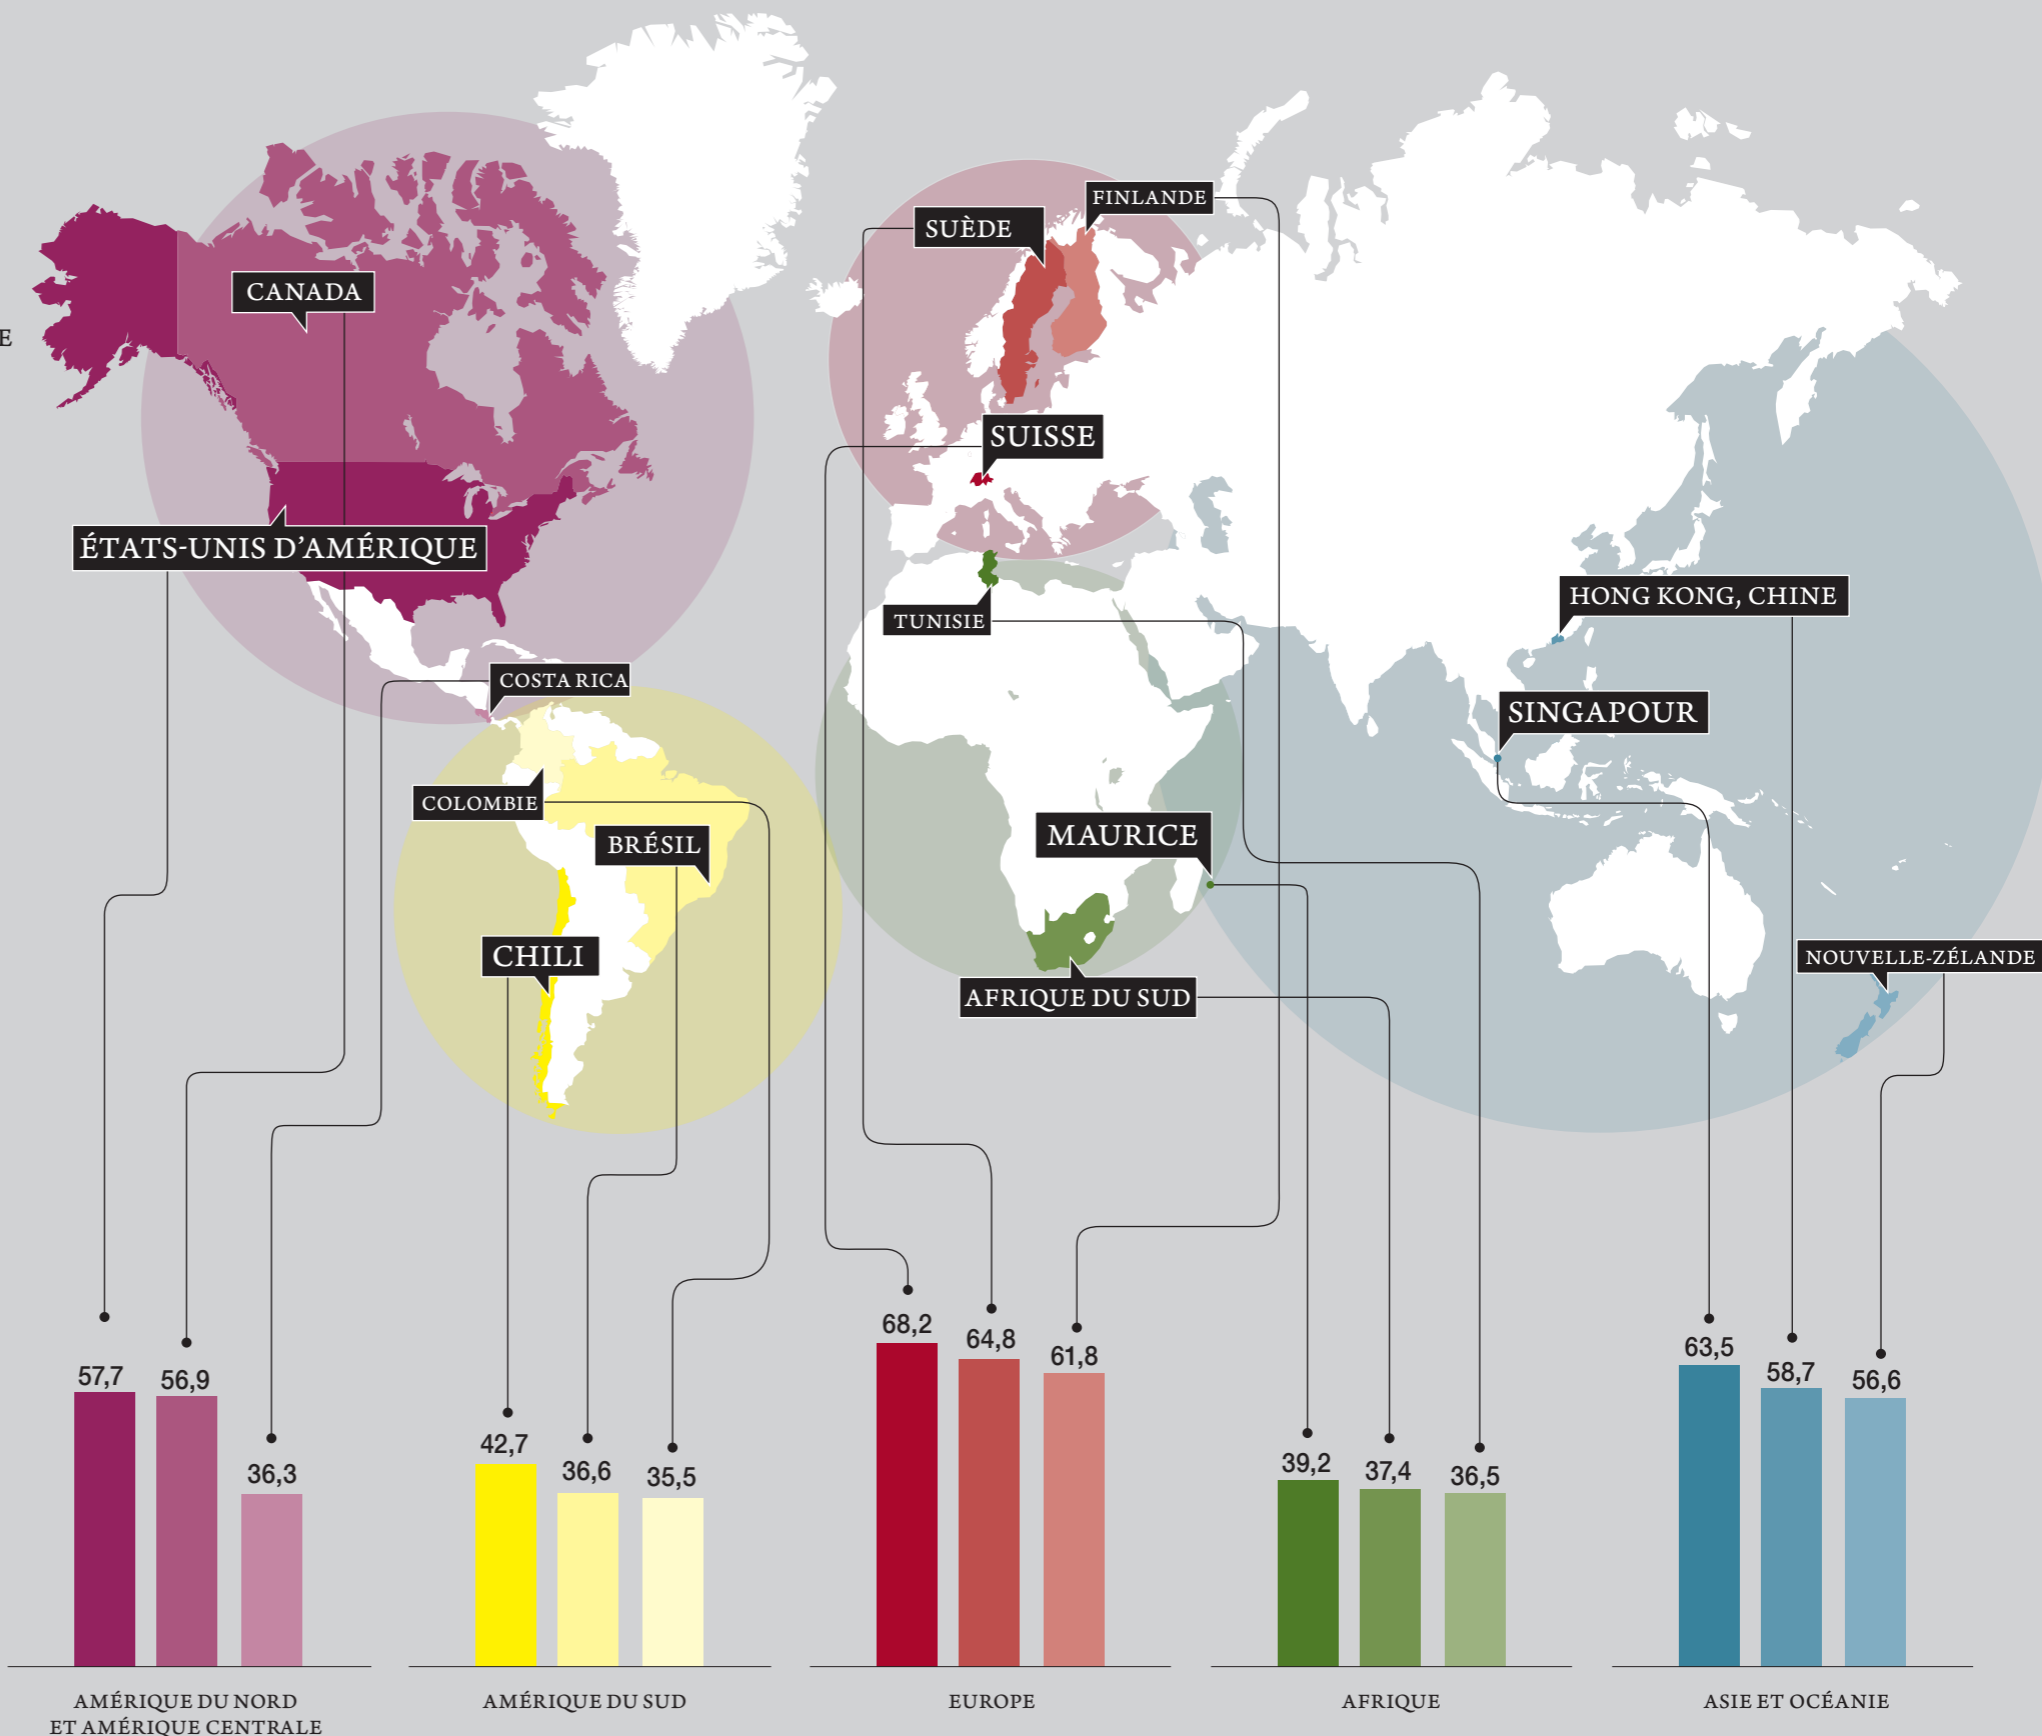 FINLANDE
SUÈDE
CANADA
E
SUISSE
ÉTATS-UNIS D’AMÉRIQUE
HONG KONG, CHINE
TUNISIE
COSTA RICA
SINGAPOUR
COLOMBIE
BRÉSIL
MAURICE
CHILI
NOUVELLE-ZÉLANDE
AFRIQUE DU SUD
57,7
56,9
36,3
42,7
36,6
35,5
68,2
64,8
61,8
39,2
37,4
36,5
63,5
58,7
56,6
AMÉRIQUE DU NORD
ET AMÉRIQUE CENTRALE
AMÉRIQUE DU SUD
EUROPE
AFRIQUE
ASIE ET OCÉANIE